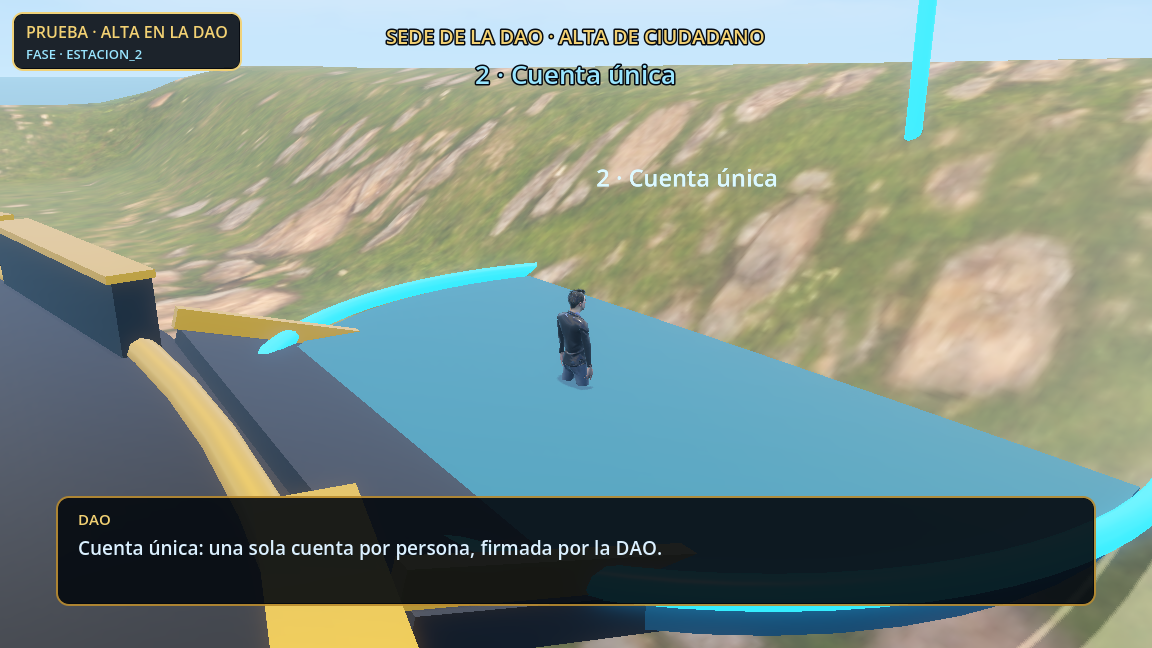 PRUEBA · ALTA EN LA DAO
FASE · ESTACION_2
SEDE DE LA DAO · ALTA DE CIUDADANO
2 · Cuenta única
2 · Cuenta única
DAO
Cuenta única: una sola cuenta por persona, firmada por la DAO.